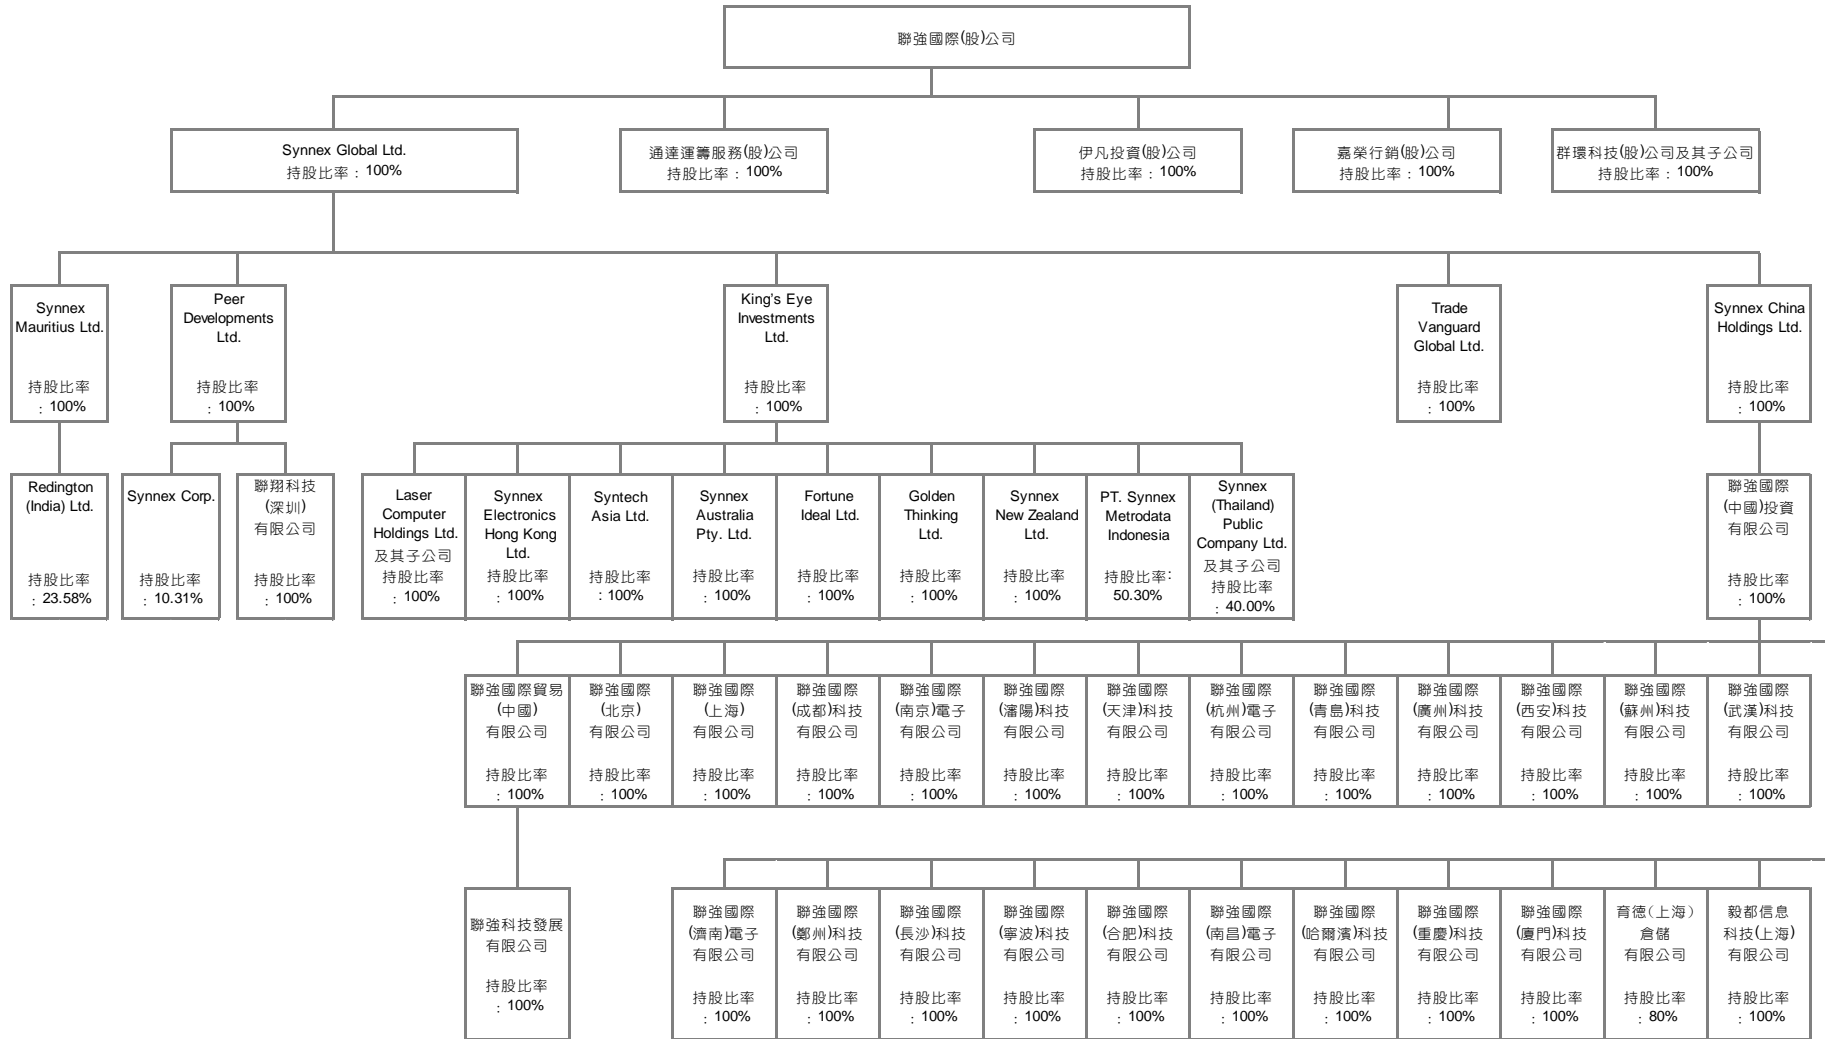 聯強國際(股)公司
Synnex Global Ltd.
持股比率：100%
通達運籌服務(股)公司
持股比率：100%
伊凡投資(股)公司
持股比率：100%
嘉榮行銷(股)公司
持股比率：100%
群環科技(股)公司及其子公司
持股比率：100%
Synnex
Mauritius Ltd.
持股比率
：100%
Peer
Developments
Ltd.
持股比率
：100%
King's Eye
Investments
Ltd.
持股比率
：100%
Trade
Vanguard
Global Ltd.
持股比率
：100%
Synnex China
Holdings Ltd.
持股比率
：100%
Redington
(India) Ltd.
持股比率
：23.58%
Synnex Corp.
持股比率
：10.31%
聯翔科技
(深圳)
有限公司
持股比率
：100%
Laser
Computer
Holdings Ltd.
及其子公司
持股比率
：100%
Synnex
Electronics
Hong Kong
Ltd.
持股比率
：100%
Syntech
Asia Ltd.
持股比率
：100%
Synnex
Australia
Pty. Ltd.
持股比率
：100%
Fortune
Ideal Ltd.
持股比率
：100%
Golden
Thinking
Ltd.
持股比率
：100%
Synnex
New Zealand
Ltd.
持股比率
：100%
PT. Synnex
Metrodata
Indonesia
持股比率：
50.30%
Synnex
(Thailand)
Public
Company Ltd.
及其子公司
持股比率
：40.00%
聯強國際
(中國)投資
有限公司
持股比率
：100%
聯強國際貿易
(中國)
有限公司
持股比率
：100%
聯強國際
(北京)
有限公司
持股比率
：100%
聯強國際
(上海)
有限公司
持股比率
：100%
聯強國際
(成都)科技
有限公司
持股比率
：100%
聯強國際
(南京)電子
有限公司
持股比率
：100%
聯強國際
(瀋陽)科技
有限公司
持股比率
：100%
聯強國際
(天津)科技
有限公司
持股比率
：100%
聯強國際
(杭州)電子
有限公司
持股比率
：100%
聯強國際
(青島)科技
有限公司
持股比率
：100%
聯強國際
(廣州)科技
有限公司
持股比率
：100%
聯強國際
(西安)科技
有限公司
持股比率
：100%
聯強國際
(蘇州)科技
有限公司
持股比率
：100%
聯強國際
(武漢)科技
有限公司
持股比率
：100%
聯強科技發展
有限公司
持股比率
：100%
聯強國際
(濟南)電子
有限公司
持股比率
：100%
聯強國際
(鄭州)科技
有限公司
持股比率
：100%
聯強國際
(長沙)科技
有限公司
持股比率
：100%
聯強國際
(寧波)科技
有限公司
持股比率
：100%
聯強國際
(合肥)科技
有限公司
持股比率
：100%
聯強國際
(南昌)電子
有限公司
持股比率
：100%
聯強國際
(哈爾濱)科技
有限公司
持股比率
：100%
聯強國際
(重慶)科技
有限公司
持股比率
：100%
聯強國際
(廈門)科技
有限公司
持股比率
：100%
育德(上海)
倉儲
有限公司
持股比率
：80%
毅都信息
科技(上海)
有限公司
持股比率
：100%